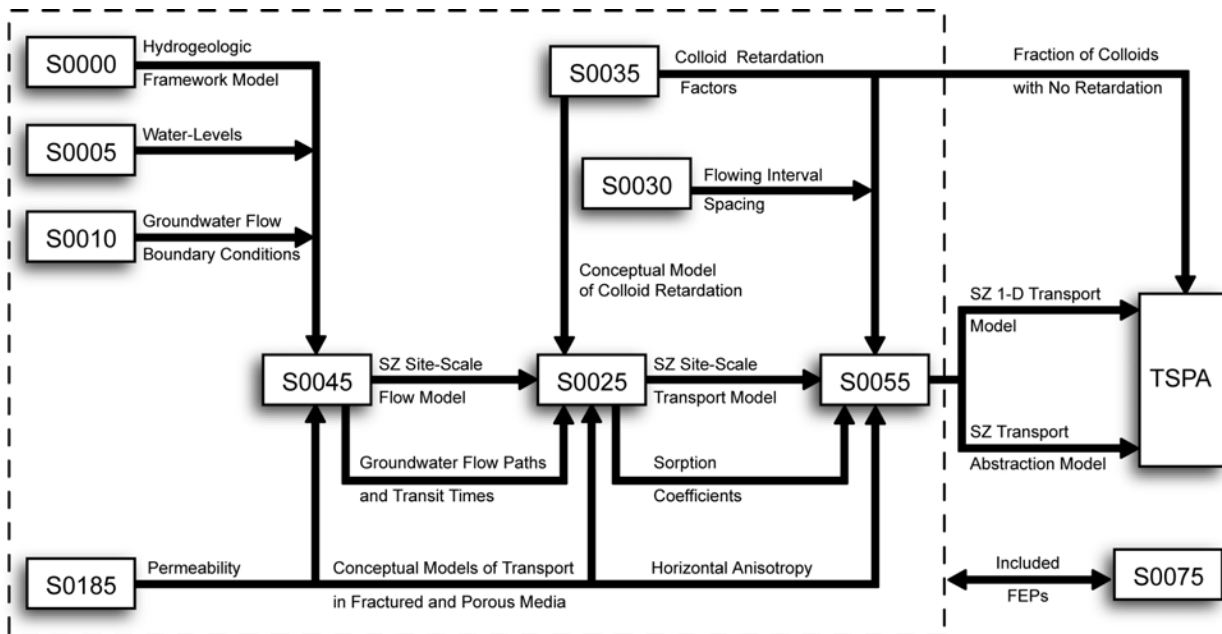 S0000
Hydrogeologic
Framework Model
S0005
Water-Levels
S0010
Groundwater Flow
Boundary Conditions
S0035
Colloid Retardation
Factors
Fraction of Colloids
with No Retardation
S0030
Flowing Interval
Spacing
Conceptual Model
of Colloid Retardation
S0045
SZ Site-Scale
Flow Model
S0025
SZ Site-Scale
Transport Model
S0055
SZ 1-D Transport
Model
TSPA
SZ Transport
Abstraction Model
Groundwater Flow Paths
and Transit Times
Sorption
Coefficients
S0185
Permeability
Conceptual Models of Transport
in Fractured and Porous Media
Horizontal Anisotropy
Included
FEPs
S0075